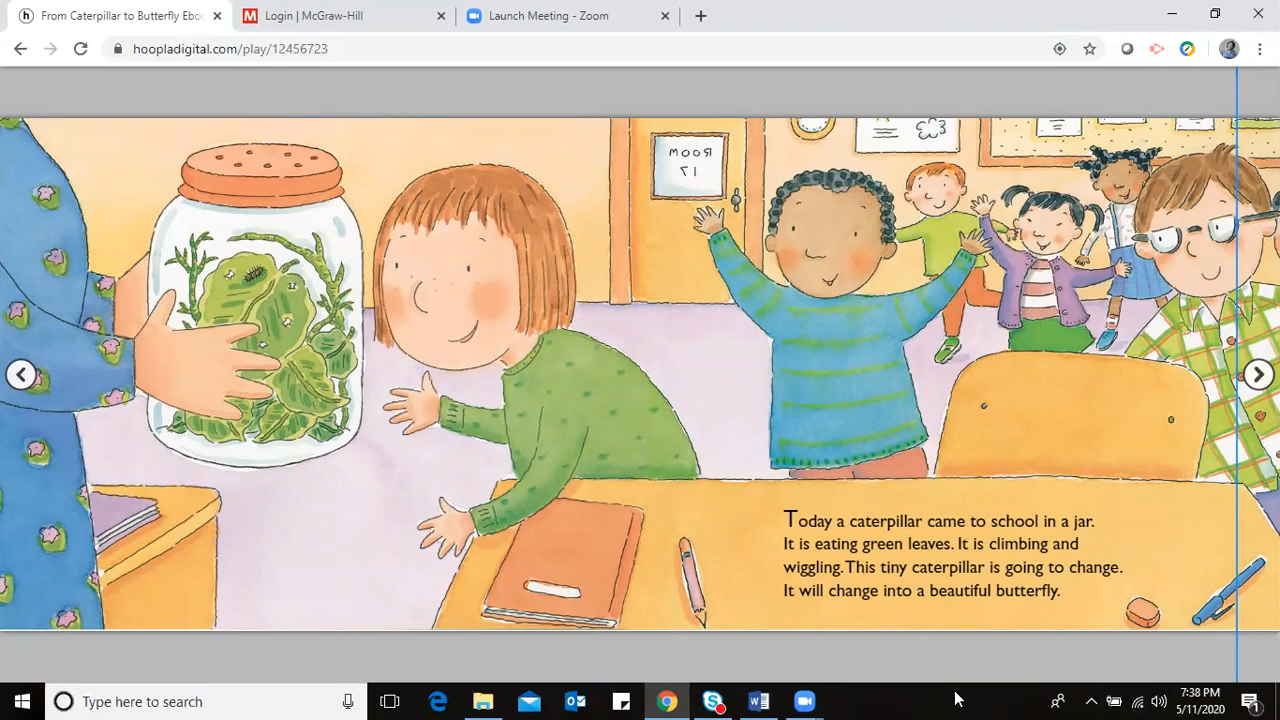 From Caterpillar to Butterfly Eboo
Login | McGraw-Hill
Launch Meeting - Zoom
hoopladigital.com/play/12456723
ROOM
17
Today a caterpillar came to school in a jar.
It is eating green leaves. It is climbing and
wiggling. This tiny caterpillar is going to change.
It will change into a beautiful butterfly.
Type here to search
7:38 PM
5/11/2020
1